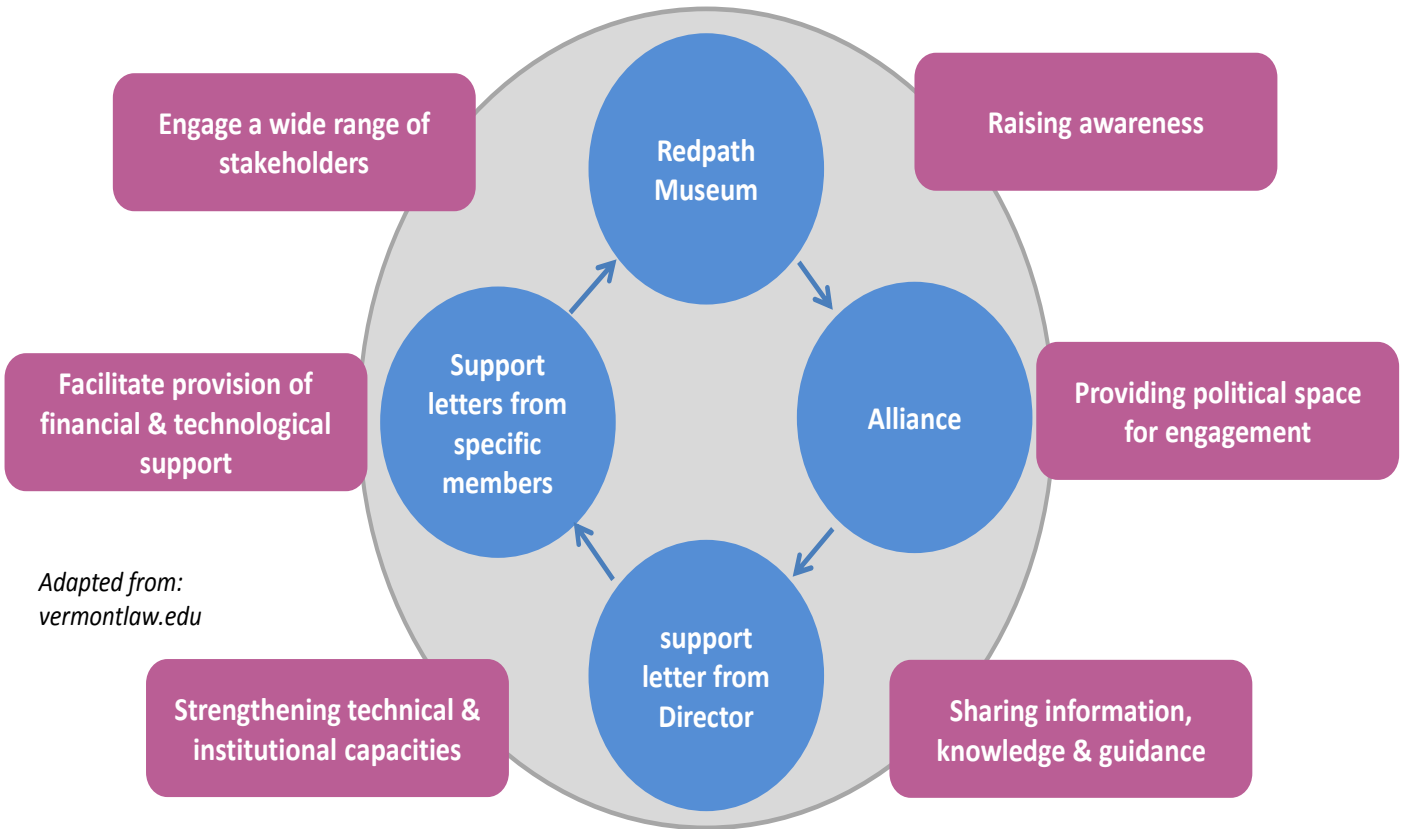 Engage a wide range of
stakeholders
Redpath
Museum
Raising awareness
Support
letters from
specific
members
Alliance
Facilitate provision of
financial & technological
support
Providing political space
for engagement
Adapted from:
vermontlaw.edu
support
letter from
Director
Strengthening technical &
institutional capacities
Sharing information,
knowledge & guidance